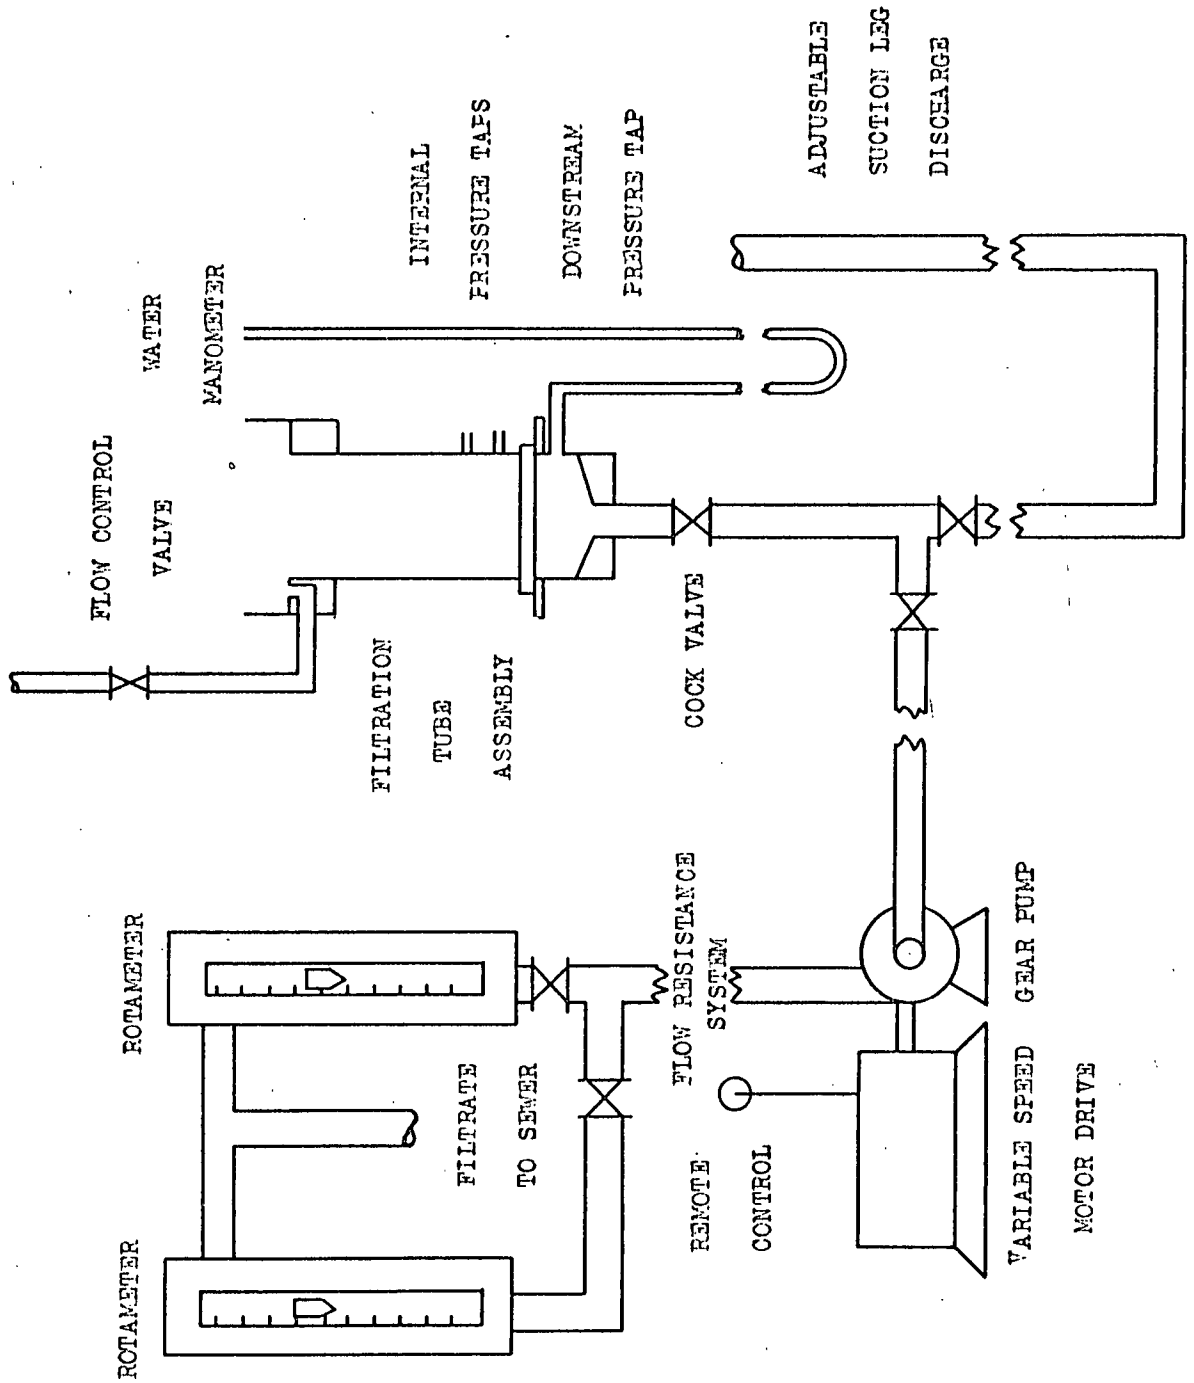 FLOW CONTROL
VALVE
WATER
MANOMETER
INTERNAL
PRESSURE TAPS
DOWNSTREAM
PRESSURE TAP
ADJUSTABLE
SUCTION LEG
DISCHARGE
FILTRATION
TUBE
ASSEMBLY
COCK VALVE
ROTAMETER
ROTAMETER
FILTRATE
TO SEWER
FLOW RESISTANCE
SYSTEM
REMOTE
CONTROL
GEAR PUMP
VARIABLE SPEED
MOTOR DRIVE